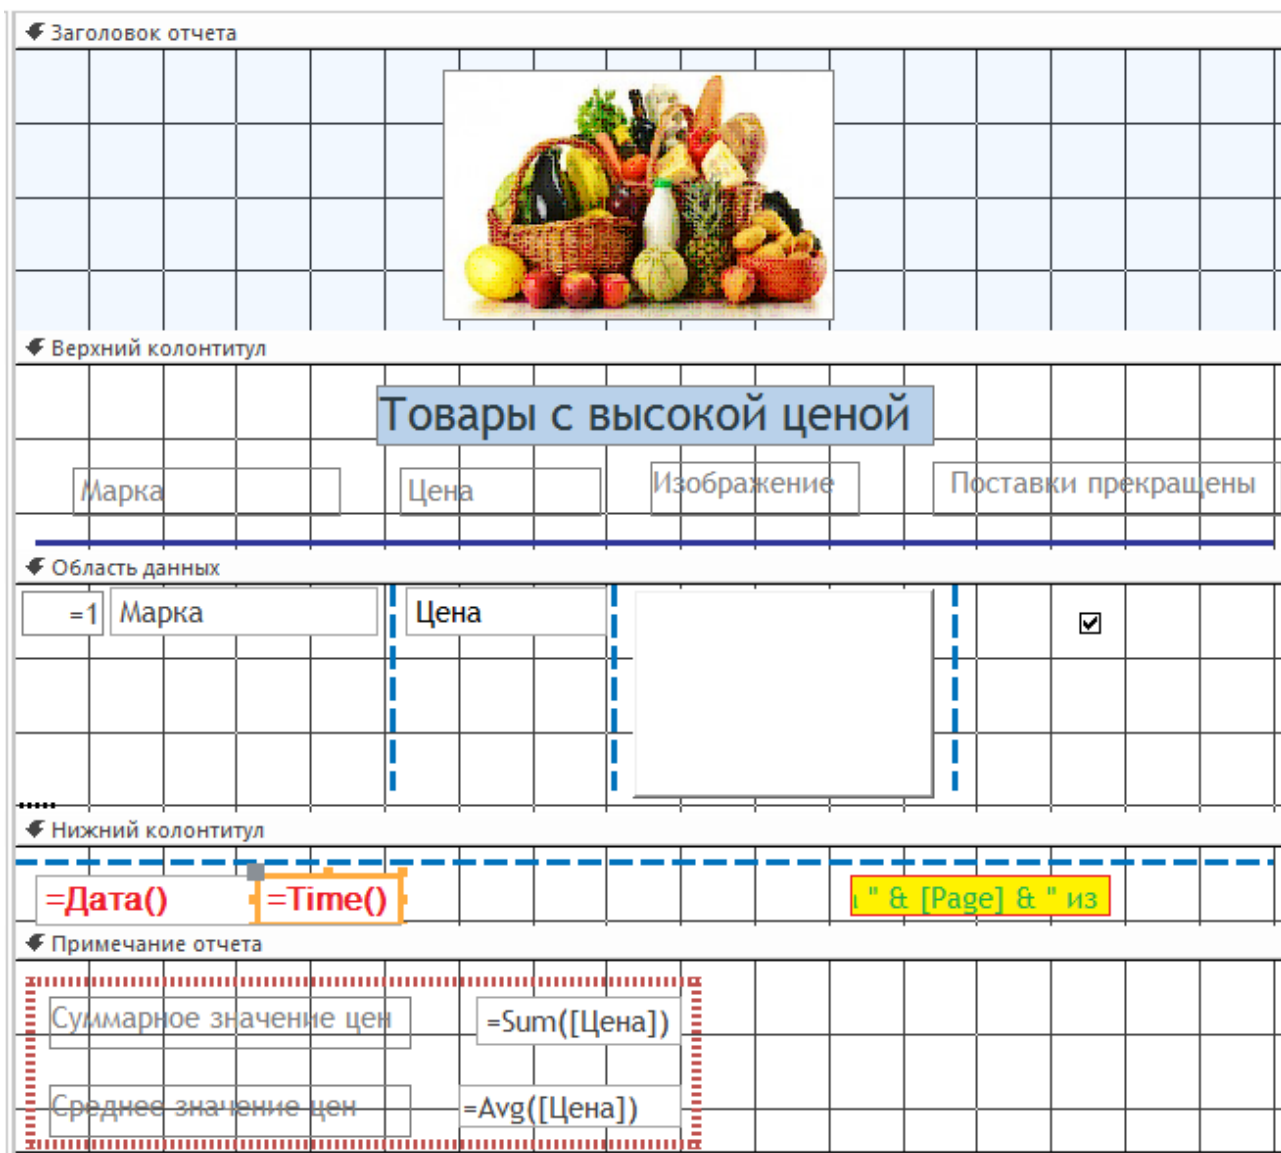 Заголовок отчета
Верхний колонтитул
Товары с высокой ценой
Марка Цена Изображение Поставки прекращены
Область данных
=1 Марка Цена
Нижний колонтитул
=Дата() =Time() " & [Page] & " из
Примечание отчета
Суммарное значение цен =Sum([Цена])
Среднее значение цен =Avg([Цена])